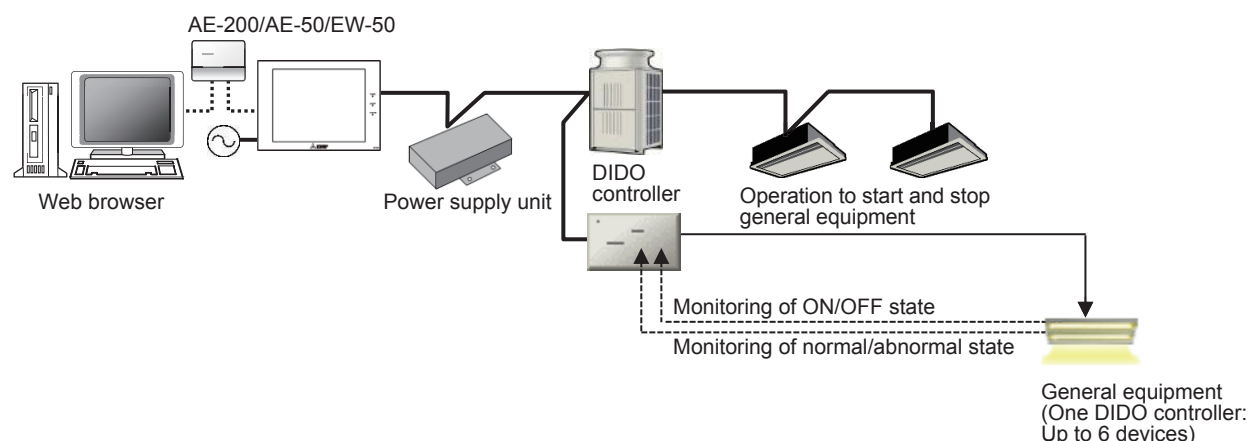 AE-200/AE-50/EW-50
Web browser
Power supply unit
DIDO
controller
Operation to start and stop
general equipment
Monitoring of ON/OFF state
Monitoring of normal/abnormal state
General equipment
(One DIDO controller:
Up to 6 devices)